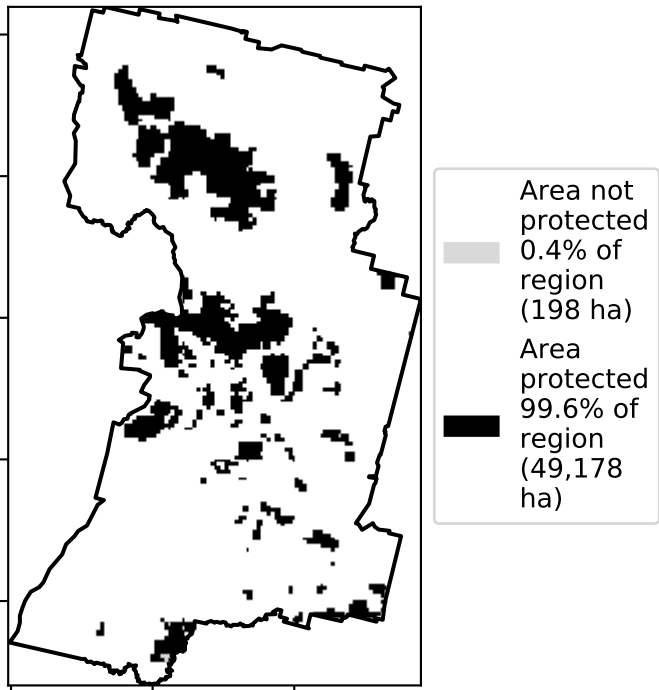 Area not
protected
0.4% of
region
(198 ha)
Area
protected
99.6% of
region
(49,178
ha)